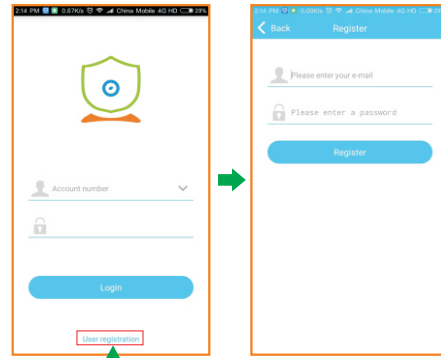 2:14 PM 0.67K/s China Mobile 4G HD 29%
Account number
Login
User registration
2:14 PM 0.00K/s China Mobile 4G HD 29%
Back Register
Please enter your e-mail
Please enter a password
Register